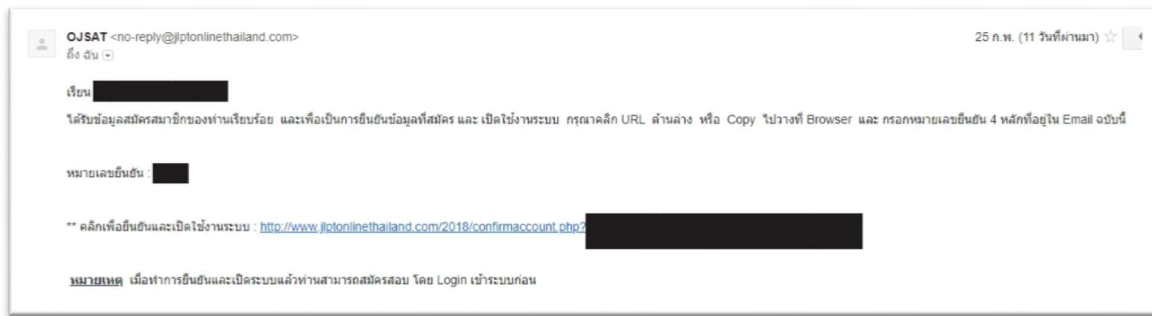 OJSAT <no-reply@jlptonlinethailand.com>
25 ก.พ. (11 วันที่ผ่านมา)
ถึง ฉัน
เรียน
ได้รับข้อมูลสมัครสมาชิกของท่านเรียบร้อย และเพื่อเป็นการยืนยันข้อมูลที่สมัคร และ เปิดใช้งานระบบ กรุณาคลิก URL ด้านล่าง หรือ Copy ไปวางที่ Browser และ กรอกหมายเลขยืนยัน 4 หลักที่อยู่ใน Email ฉบับนี้
หมายเลขยืนยัน :
** คลิกเพื่อยืนยันและเปิดใช้งานระบบ : http://www.jlptonlinethailand.com/2018/confirmaccount.php?
หมายเหตุ เมื่อทำการยืนยันและเปิดระบบแล้วท่านสามารถสมัครสอบ โดย Login เข้าระบบก่อน